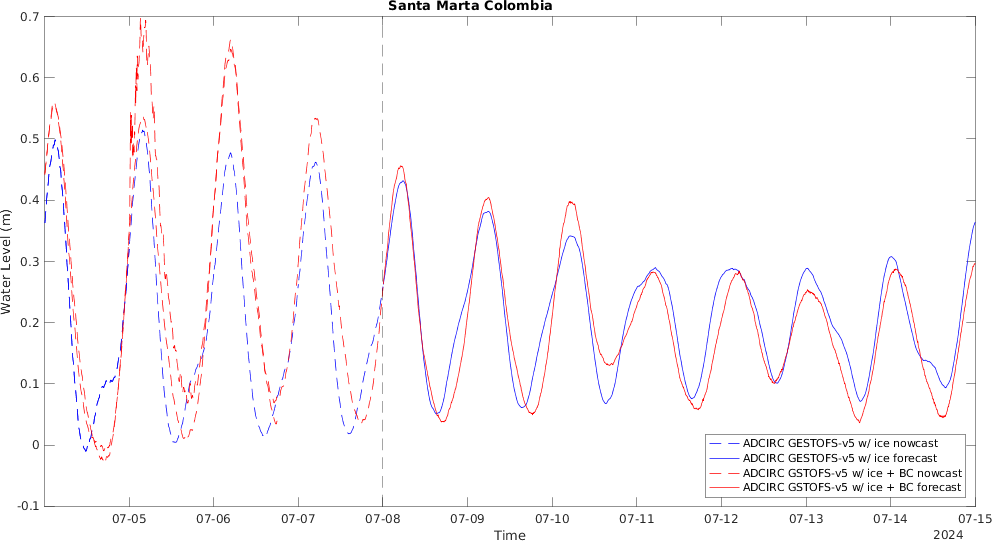 Santa Marta Colombia
0.7
0.6
0.5
0.4
0.3
0.2
0.1
0
-0.1
Water Level (m)
07-05 07-06 07-07 07-08 07-09 07-10 07-11 07-12 07-13 07-14 07-15
Time
2024
ADCIRC GESTOFS-v5 w/ ice nowcast
ADCIRC GESTOFS-v5 w/ ice forecast
ADCIRC GSTOFS-v5 w/ ice + BC nowcast
ADCIRC GSTOFS-v5 w/ ice + BC forecast